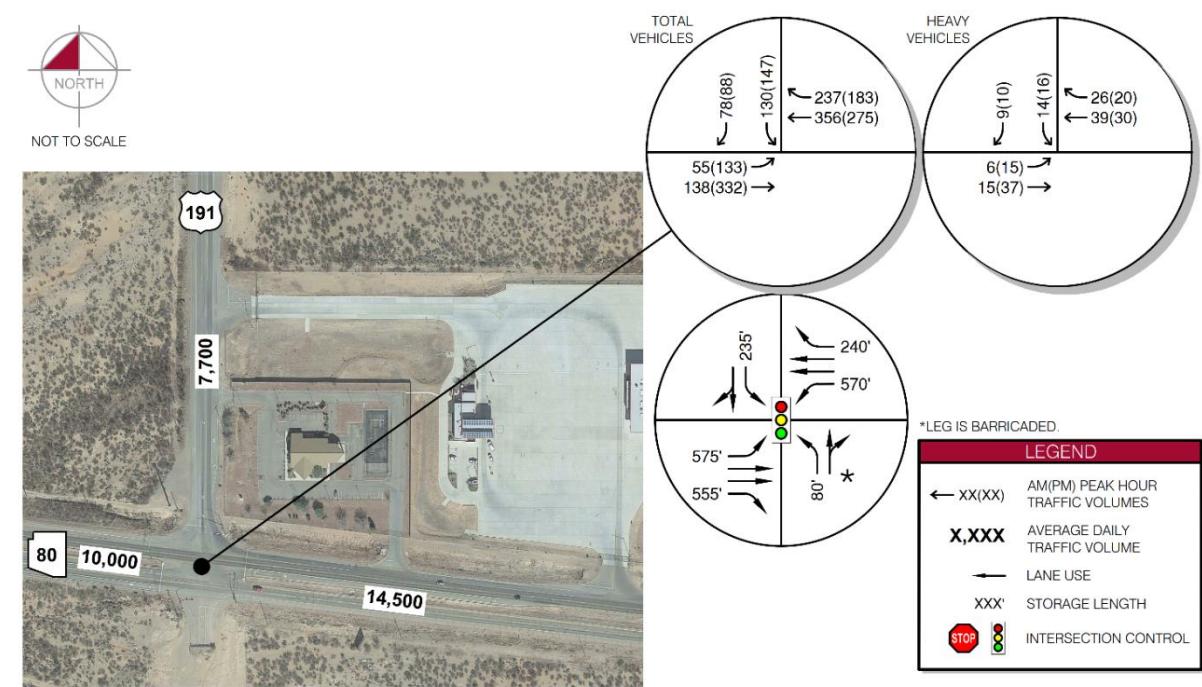 NORTH
NOT TO SCALE
TOTAL
VEHICLES
78(88)
130(147)
237(183)
356(275)
55(133)
138(332)
HEAVY
VEHICLES
9(10)
14(16)
26(20)
39(30)
6(15)
15(37)
191
7,700
80
10,000
14,500
235'
240'
570'
575'
555'
80'
*
*LEG IS BARRICADED.
LEGEND
XX(XX)
AM(PM) PEAK HOUR
TRAFFIC VOLUMES
X,XXX
AVERAGE DAILY
TRAFFIC VOLUME
LANE USE
XXX'
STORAGE LENGTH
STOP
INTERSECTION CONTROL